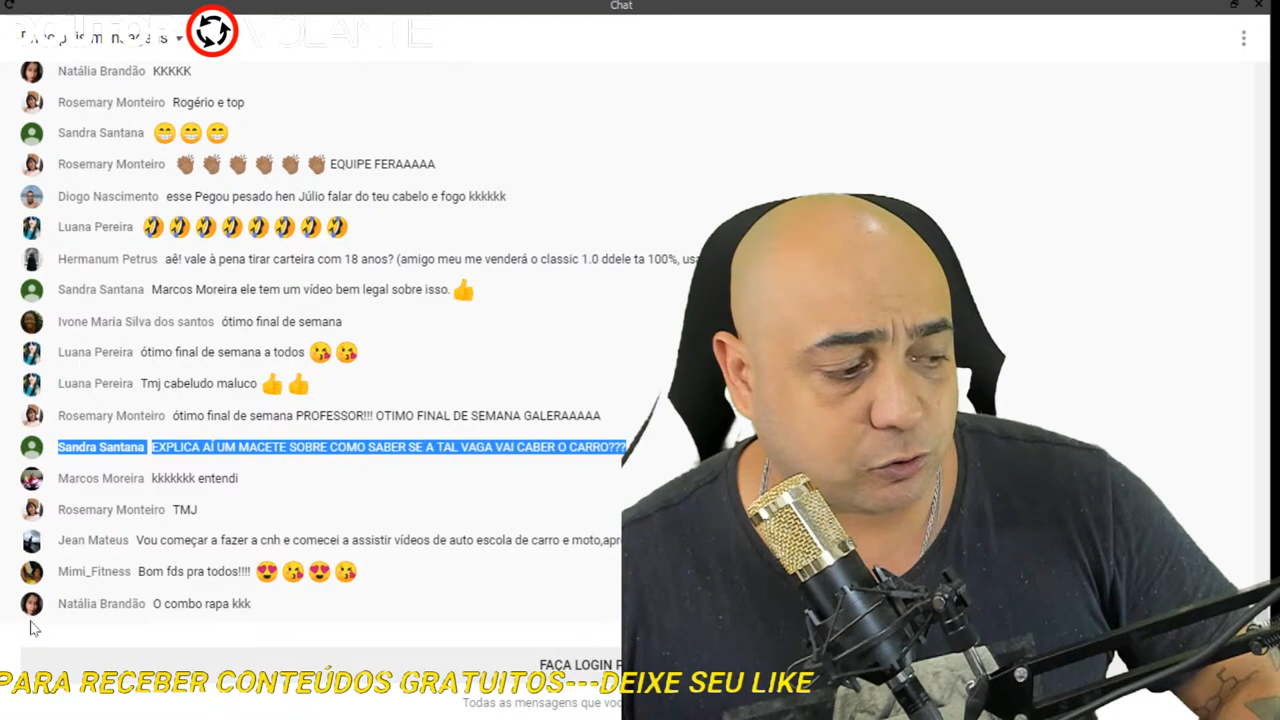 Chat
DOUTOR VOLANTE
Principais mensagens
Natália Brandão KKKKK
Rosemary Monteiro Rogério e top
Sandra Santana
Rosemary Monteiro EQUIPE FERAAAAA
Diogo Nascimento esse Pegou pesado hen Júlio falar do teu cabelo e fogo kkkkkk
Luana Pereira
Hermanum Petrus aê! vale à pena tirar carteira com 18 anos? (amigo meu me venderá o classic 1.0 ddele ta 100%, usa
Sandra Santana Marcos Moreira ele tem um vídeo bem legal sobre isso.
Ivone Maria Silva dos santos ótimo final de semana
Luana Pereira ótimo final de semana a todos
Luana Pereira Tmj cabeludo maluco
Rosemary Monteiro ótimo final de semana PROFESSOR!!! OTIMO FINAL DE SEMANA GALERAAAAA
Sandra Santana EXPLICA AÍ UM MACETE SOBRE COMO SABER SE A TAL VAGA VAI CABER O CARRO???
Marcos Moreira kkkkkkk entendi
Rosemary Monteiro TMJ
Jean Mateus Vou começar a fazer a cnh e comecei a assistir vídeos de auto escola de carro e moto,apr
Mimi_Fitness Bom fds pra todos!!!!
Natália Brandão O combo rapa kkk
FAÇA LOGIN P
PARA RECEBER CONTEÚDOS GRATUITOS---DEIXE SEU LIKE
Todas as mensagens que você